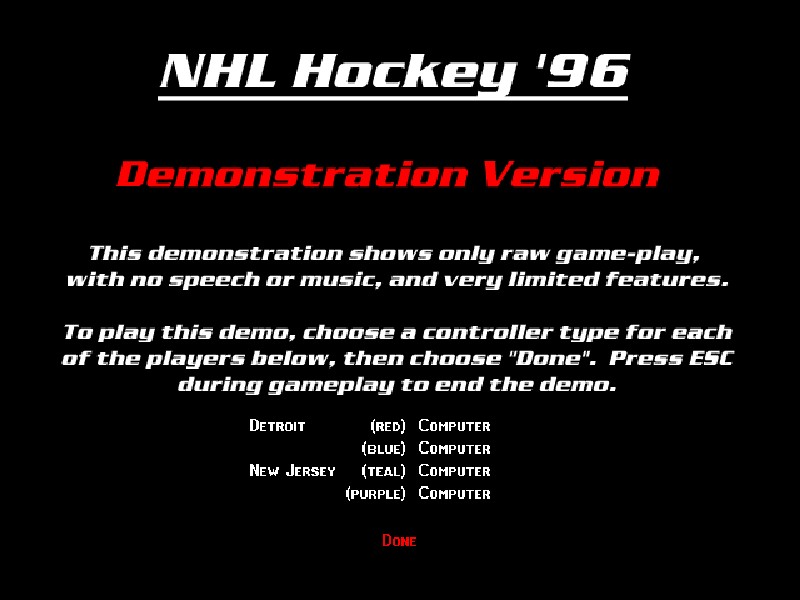 NHL Hockey '96
Demonstration Version
This demonstration shows only raw game-play,
with no speech or music, and very limited features.
To play this demo, choose a controller type for each
of the players below, then choose "Done".  Press ESC
during gameplay to end the demo.
Detroit (red) Computer
(blue) Computer
New Jersey (teal) Computer
(purple) Computer
Done